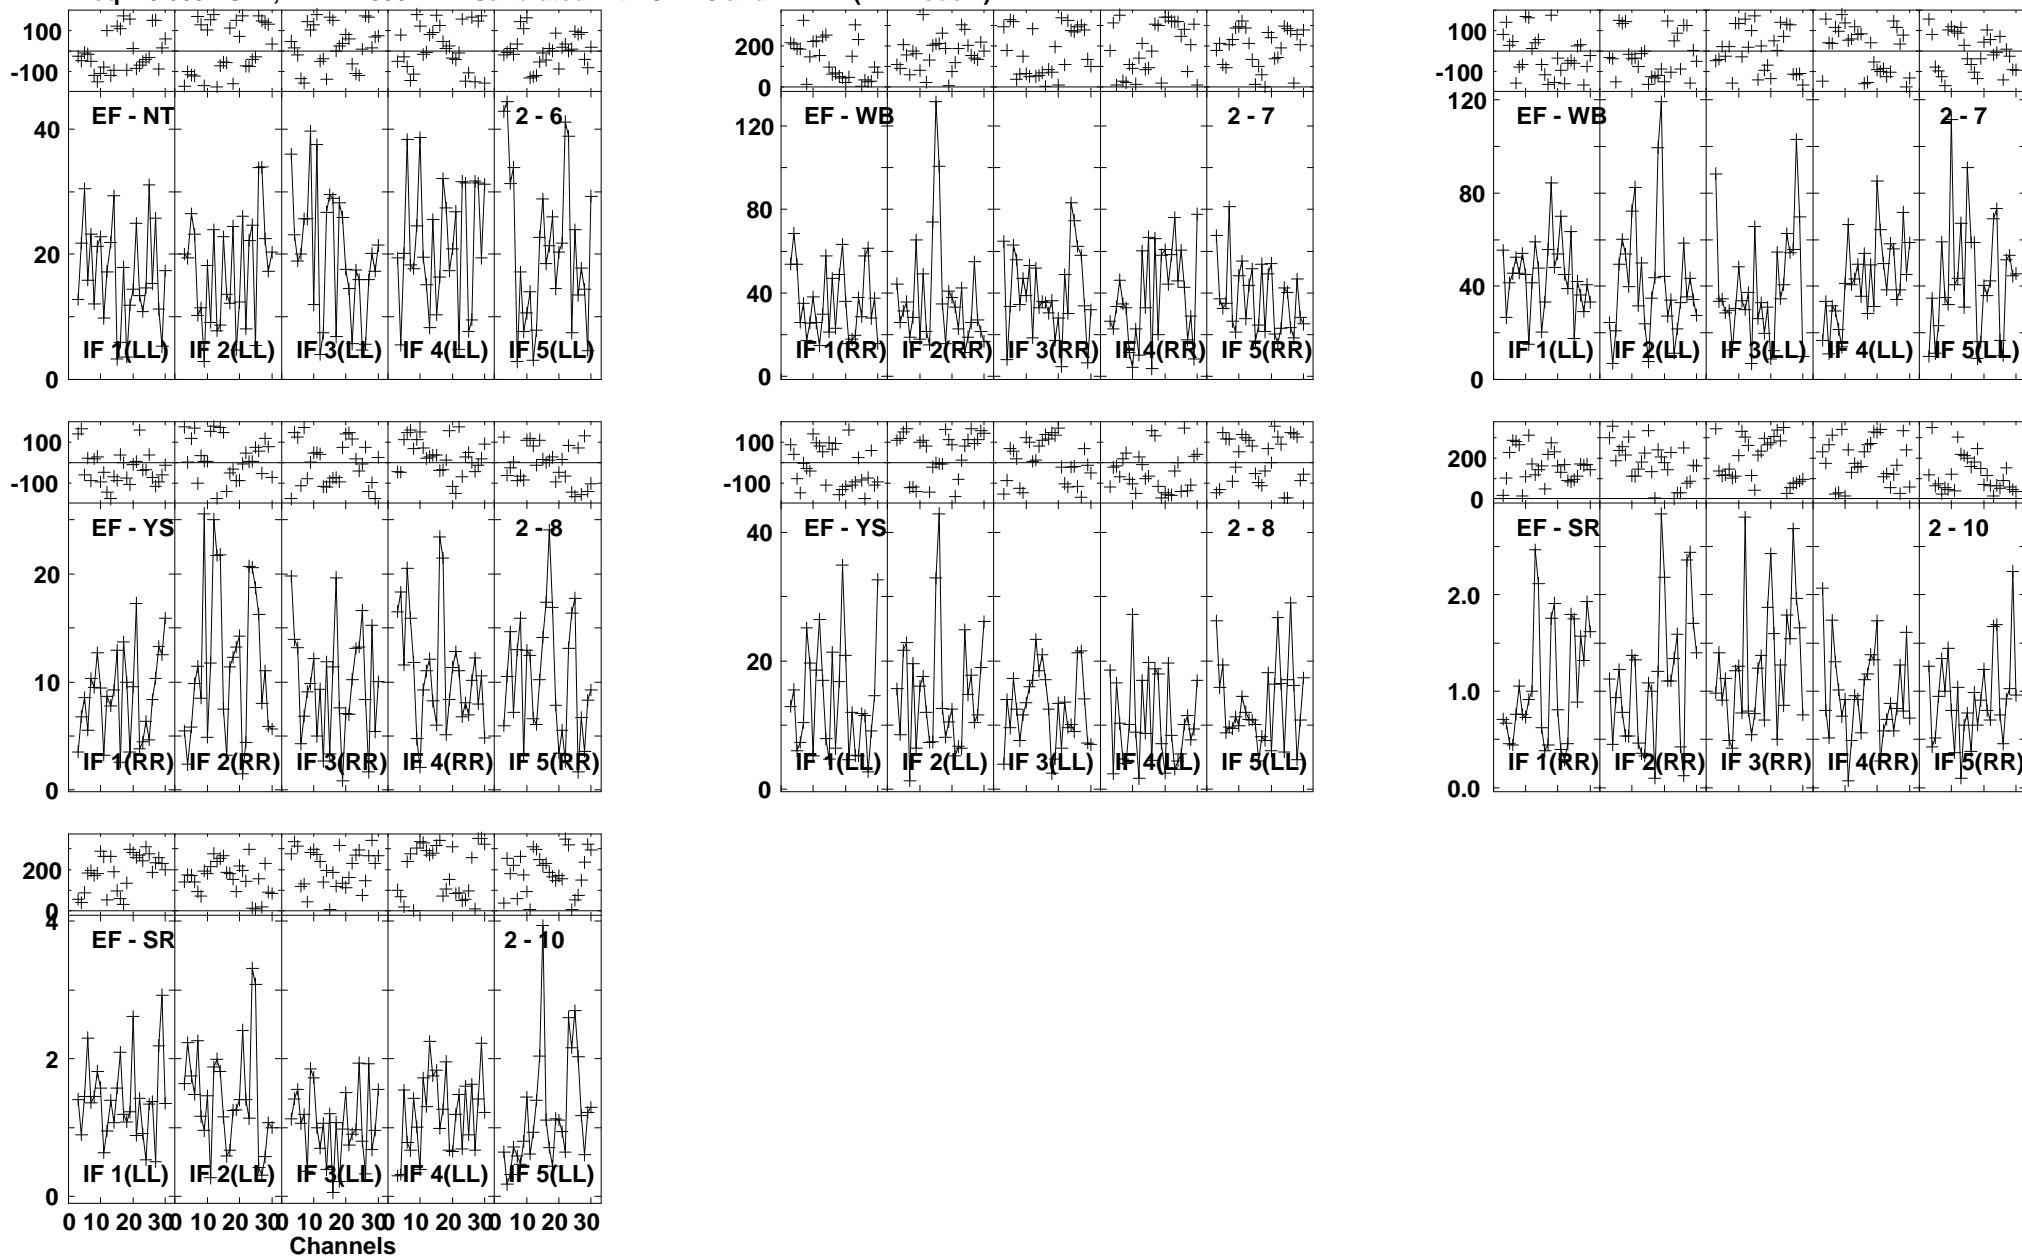 100
-100
EF - NT
2 - 6
40
20
0
IF 1(LL) IF 2(LL) IF 3(LL) IF 4(LL) IF 5(LL)
200
0
EF - WB
2 - 7
120
80
40
0
IF 1(RR) IF 2(RR) IF 3(RR) IF 4(RR) IF 5(RR)
100
-100
EF - WB
2 - 7
120
80
40
0
IF 1(LL) IF 2(LL) IF 3(LL) IF 4(LL) IF 5(LL)
100
-100
EF - YS
2 - 8
20
10
0
IF 1(RR) IF 2(RR) IF 3(RR) IF 4(RR) IF 5(RR)
100
-100
EF - YS
2 - 8
40
20
0
IF 1(LL) IF 2(LL) IF 3(LL) IF 4(LL) IF 5(LL)
200
0
EF - SR
2 - 10
2.0
1.0
0.0
IF 1(RR) IF 2(RR) IF 3(RR) IF 4(RR) IF 5(RR)
200
0
EF - SR
2 - 10
4
2
0
IF 1(LL) IF 2(LL) IF 3(LL) IF 4(LL) IF 5(LL)
0 10 20 30 0 10 20 30 0 10 20 30 0 10 20 30 0 10 20 30
Channels